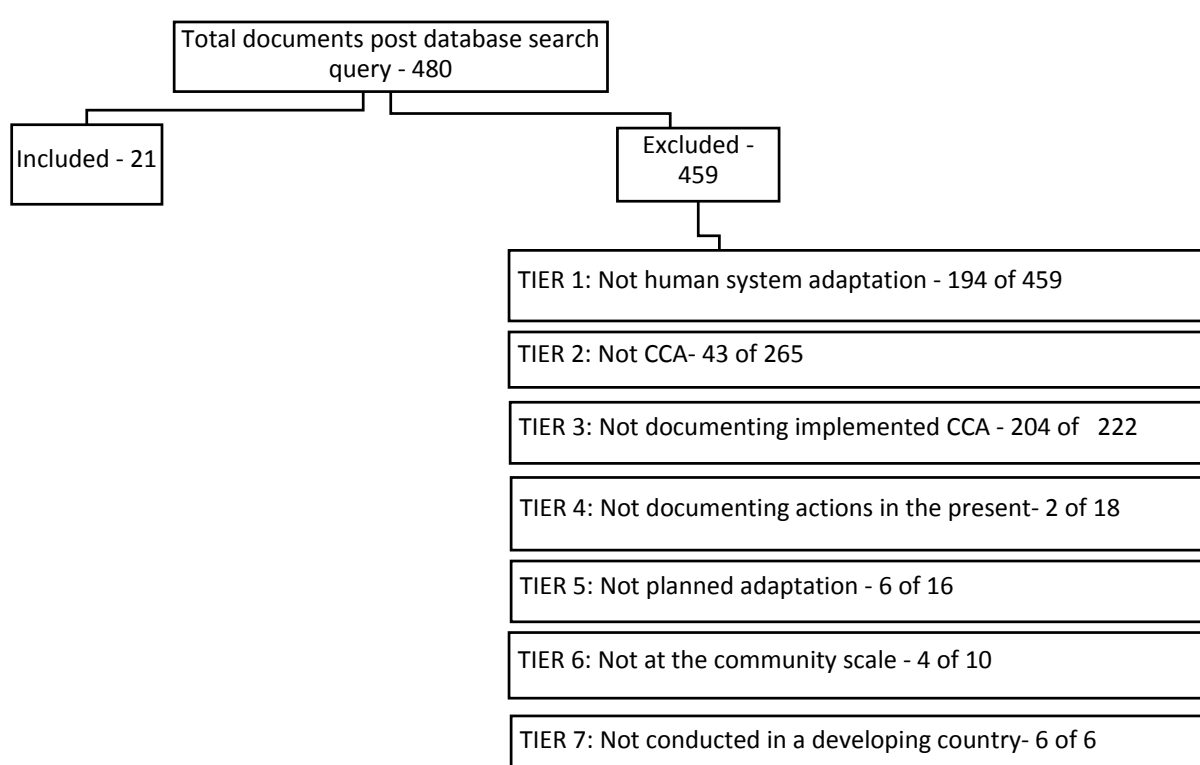 Total documents post database search
query - 480
Included - 21
Excluded -
459
TIER 1: Not human system adaptation - 194 of 459
TIER 2: Not CCA- 43 of 265
TIER 3: Not documenting implemented CCA - 204 of 222
TIER 4: Not documenting actions in the present- 2 of 18
TIER 5: Not planned adaptation - 6 of 16
TIER 6: Not at the community scale - 4 of 10
TIER 7: Not conducted in a developing country- 6 of 6